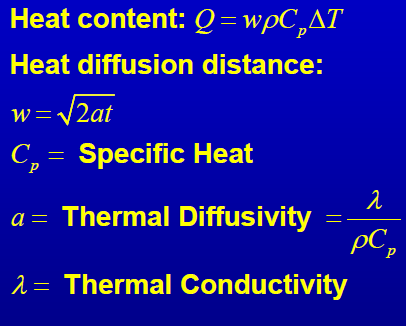 Heat content: Q = wρC_pΔT
Heat diffusion distance:
w = √2at
C_p = Specific Heat
a = Thermal Diffusivity = λ/ρC_p
λ = Thermal Conductivity